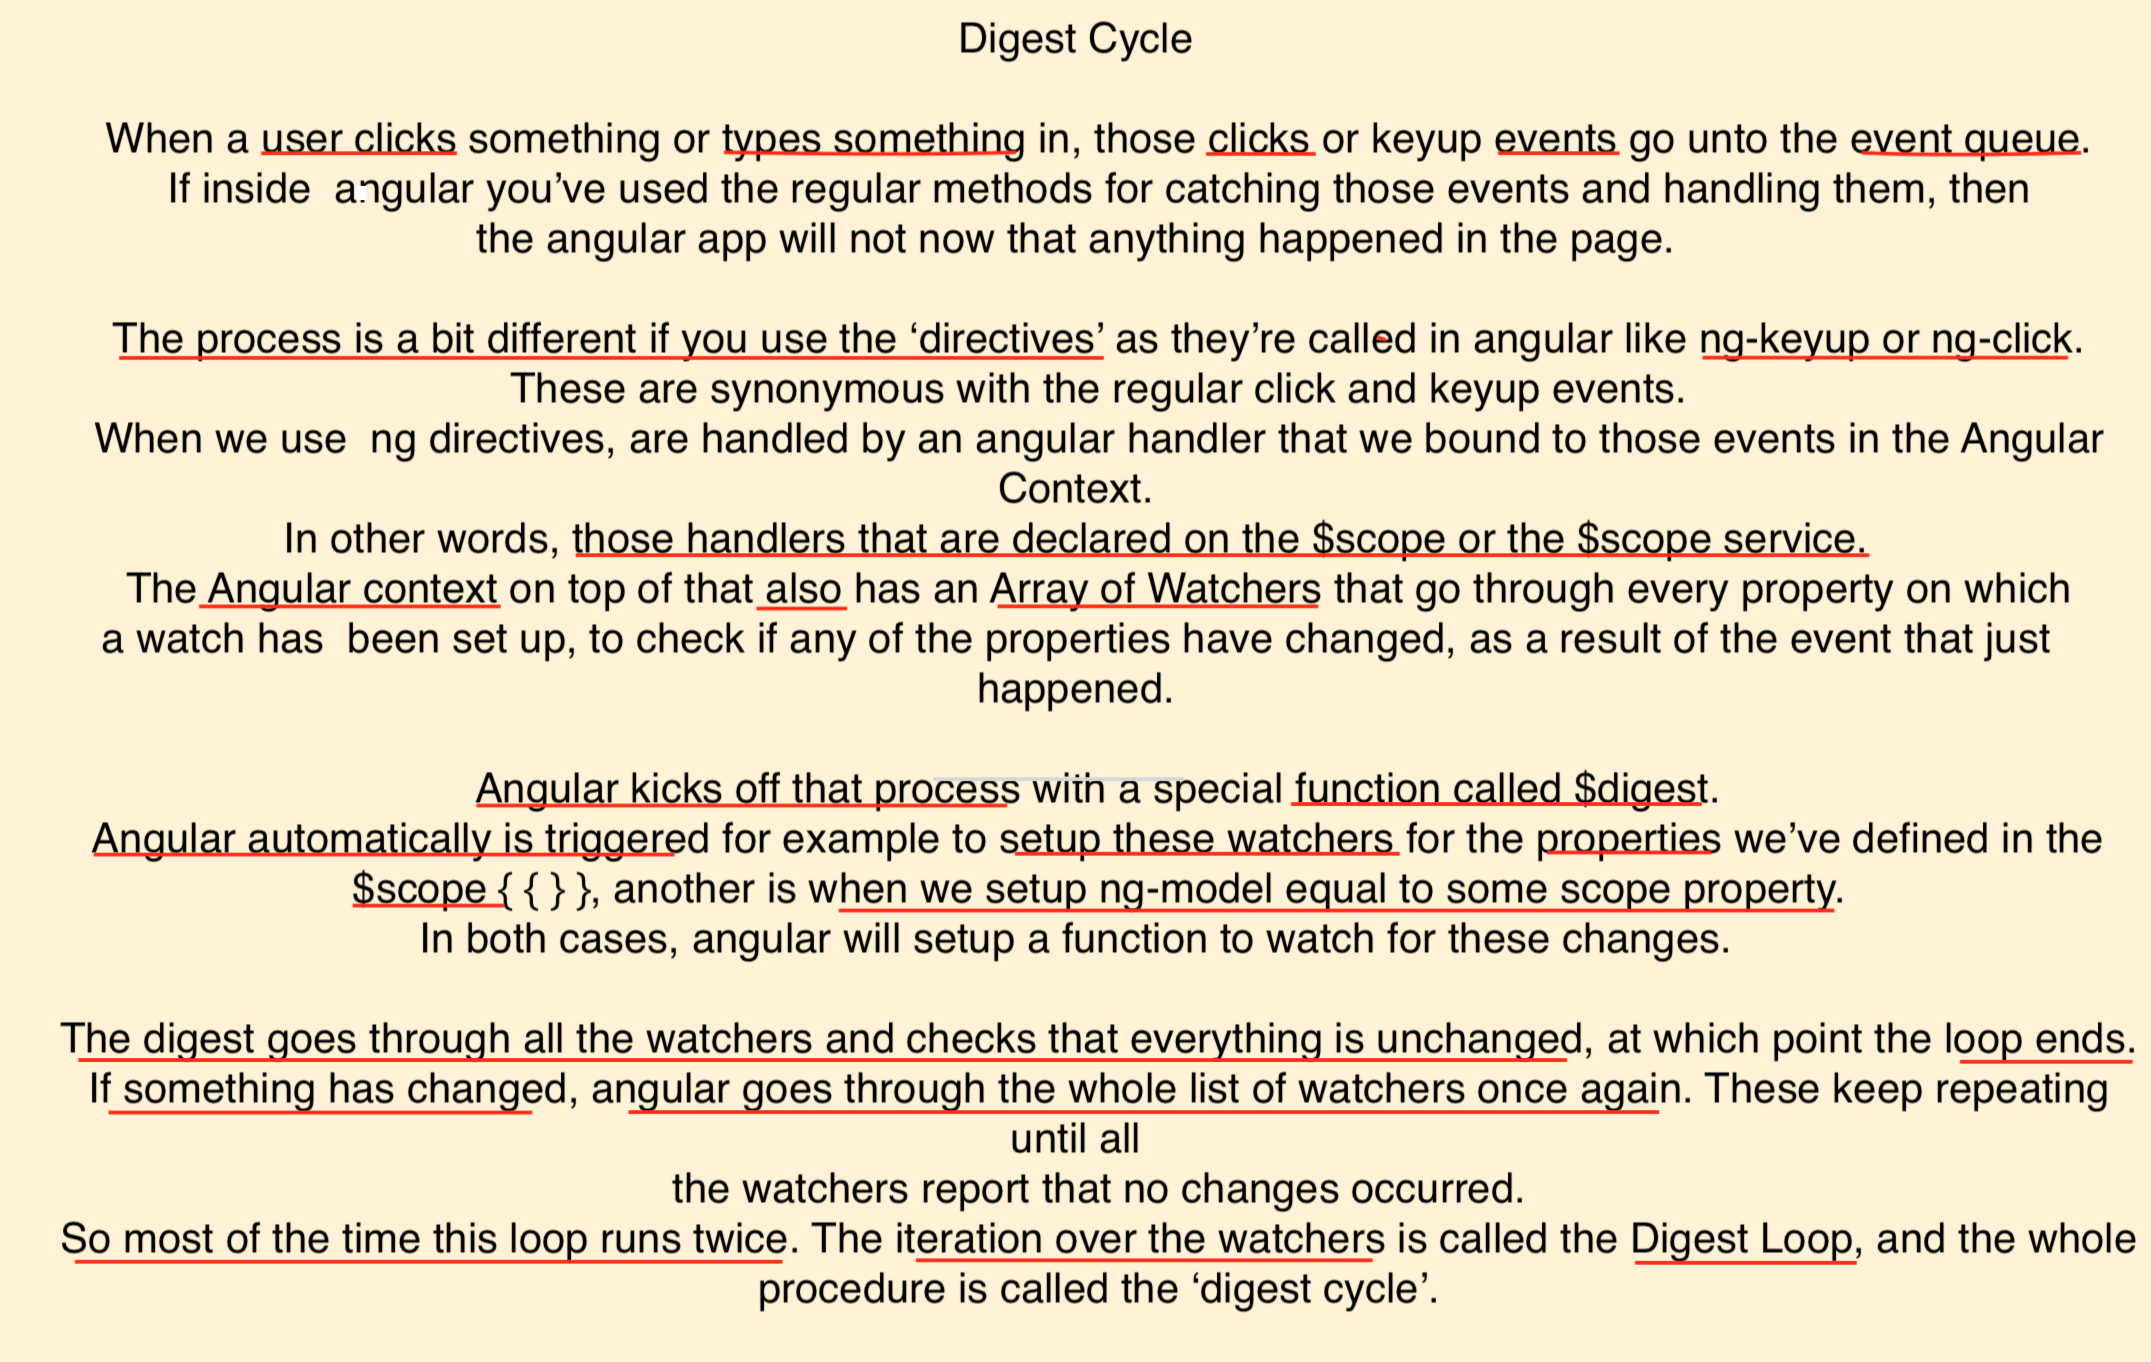 Digest Cycle
When a user clicks something or types something in, those clicks or keyup events go unto the event queue.
If inside angular you’ve used the regular methods for catching those events and handling them, then
the angular app will not now that anything happened in the page.
The process is a bit different if you use the ‘directives’ as they’re called in angular like ng-keyup or ng-click.
These are synonymous with the regular click and keyup events.
When we use ng directives, are handled by an angular handler that we bound to those events in the Angular
Context.
In other words, those handlers that are declared on the $scope or the $scope service.
The Angular context on top of that also has an Array of Watchers that go through every property on which
a watch has been set up, to check if any of the properties have changed, as a result of the event that just
happened.
Angular kicks off that process with a special function called $digest.
Angular automatically is triggered for example to setup these watchers for the properties we’ve defined in the
$scope { { } }, another is when we setup ng-model equal to some scope property.
In both cases, angular will setup a function to watch for these changes.
The digest goes through all the watchers and checks that everything is unchanged, at which point the loop ends.
If something has changed, angular goes through the whole list of watchers once again. These keep repeating
until all
the watchers report that no changes occurred.
So most of the time this loop runs twice. The iteration over the watchers is called the Digest Loop, and the whole
procedure is called the ‘digest cycle’.